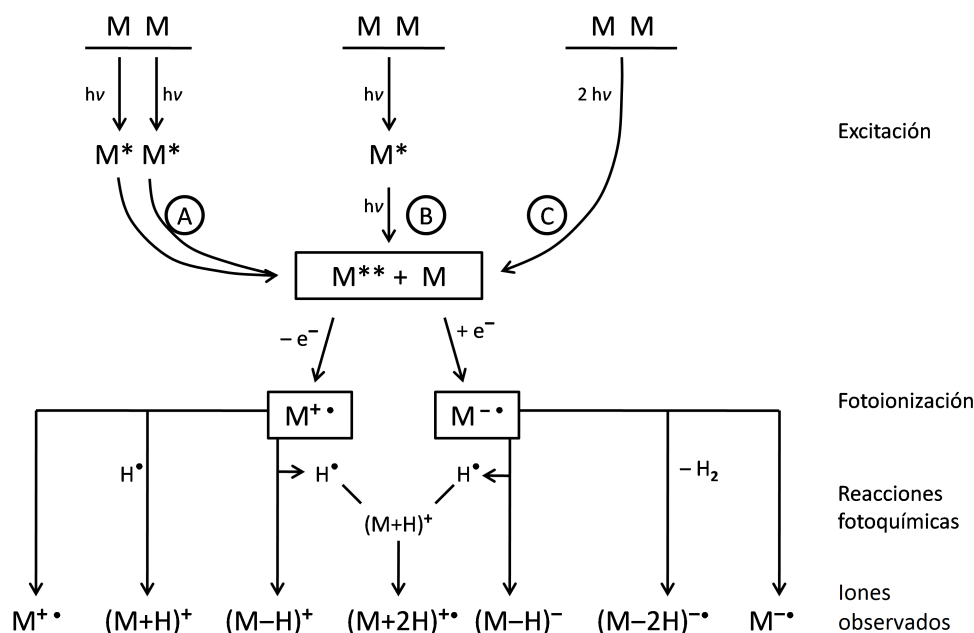 M M M M M M
hν hν hν 2 hν
Excitación
M* M* M*
hν
A B C
M** + M
– e⁻ + e⁻
M⁺• M⁻•
Fotoionización
H• H• H• – H₂
(M+H)⁺
Reacciones
fotoquímicas
M⁺• (M+H)⁺ (M–H)⁺ (M+2H)⁺• (M–H)⁻ (M–2H)⁻• M⁻•
Iones
observados